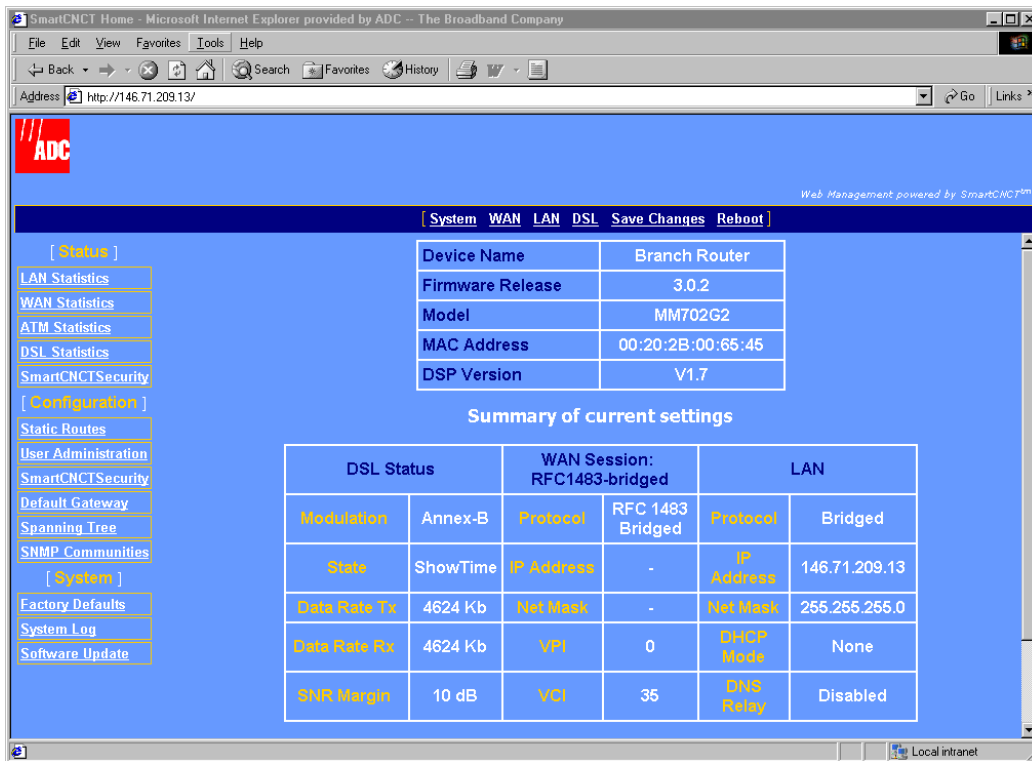 SmartCNCT Home - Microsoft Internet Explorer provided by ADC -- The Broadband Company
File Edit View Favorites Tools Help
Back Search Favorites History
Address http://146.71.209.13/ Go Links »
ADC
Web Management powered by SmartCNCT tm
[ System WAN LAN DSL Save Changes Reboot ]
[ Status ]
LAN Statistics
WAN Statistics
ATM Statistics
DSL Statistics
SmartCNCTSecurity
[ Configuration ]
Static Routes
User Administration
SmartCNCTSecurity
Default Gateway
Spanning Tree
SNMP Communities
[ System ]
Factory Defaults
System Log
Software Update
Device Name Branch Router
Firmware Release 3.0.2
Model MM702G2
MAC Address 00:20:2B:00:65:45
DSP Version V1.7
Summary of current settings
DSL Status WAN Session: RFC1483-bridged LAN
Modulation Annex-B Protocol RFC 1483 Bridged Protocol Bridged
State ShowTime IP Address - IP Address 146.71.209.13
Data Rate Tx 4624 Kb Net Mask - Net Mask 255.255.255.0
Data Rate Rx 4624 Kb VPI 0 DHCP Mode None
SNR Margin 10 dB VCI 35 DNS Relay Disabled
Local intranet